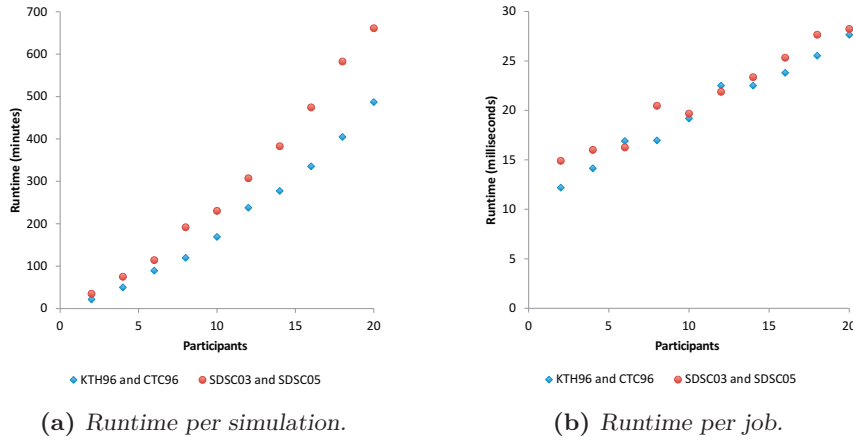 700
600
500
400
300
200
100
0
Runtime (minutes)
0 5 10 15 20
Participants
KTH96 and CTC96 SDSC03 and SDSC05
(a) Runtime per simulation.
30
25
20
15
10
5
0
Runtime (milliseconds)
0 5 10 15 20
Participants
KTH96 and CTC96 SDSC03 and SDSC05
(b) Runtime per job.